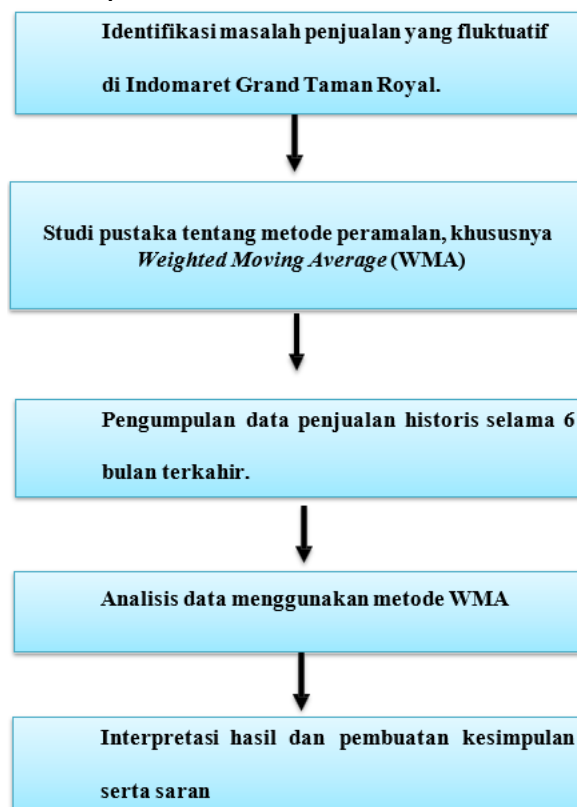 Identifikasi masalah penjualan yang fluktuatif
di Indomaret Grand Taman Royal.
Studi pustaka tentang metode peramalan, khususnya
Weighted Moving Average (WMA)
Pengumpulan data penjualan historis selama 6
bulan terkahir.
Analisis data menggunakan metode WMA
Interpretasi hasil dan pembuatan kesimpulan
serta saran